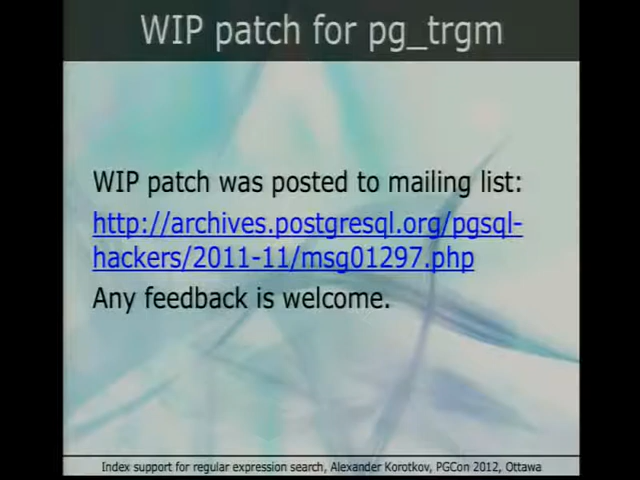 WIP patch for pg_trgm
WIP patch was posted to mailing list:
http://archives.postgresql.org/pgsql-
hackers/2011-11/msg01297.php
Any feedback is welcome.
Index support for regular expression search, Alexander Korotkov, PGCon 2012, Ottawa